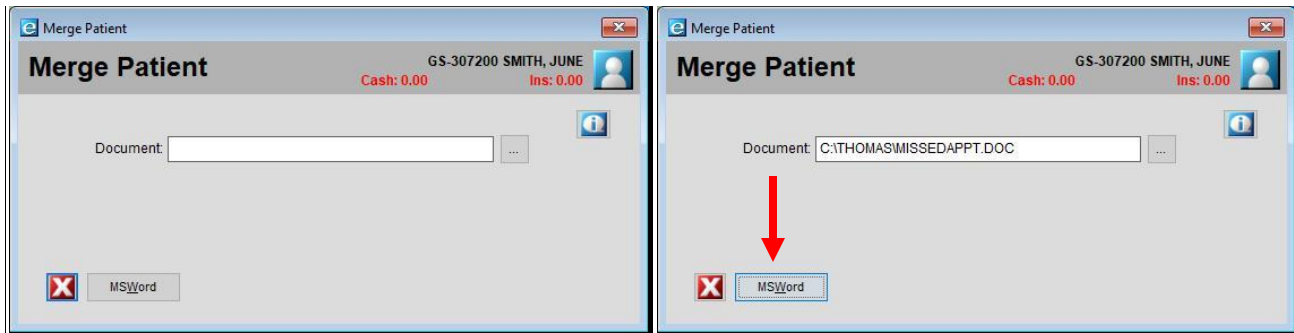 Merge Patient
Merge Patient
GS-307200 SMITH, JUNE
Cash: 0.00 Ins: 0.00
Document:
...
MSWord
Merge Patient
Merge Patient
GS-307200 SMITH, JUNE
Cash: 0.00 Ins: 0.00
Document: C:\THOMAS\MISSEDAPPT.DOC
...
MSWord